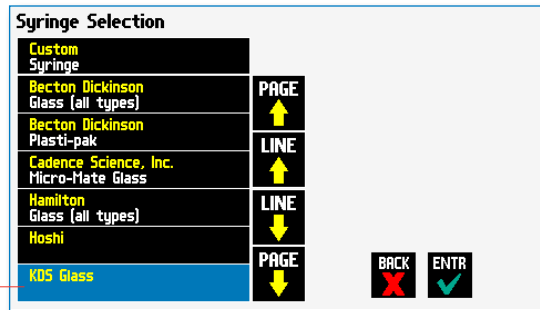 Syringe Selection
Custom
Syringe
Becton Dickinson
Glass (all types)
Becton Dickinson
Plasti-pak
Cadence Science, Inc.
Micro-Mate Glass
Hamilton
Glass (all types)
Hoshi
KDS Glass
PAGE
LINE
LINE
PAGE
BACK
ENTR